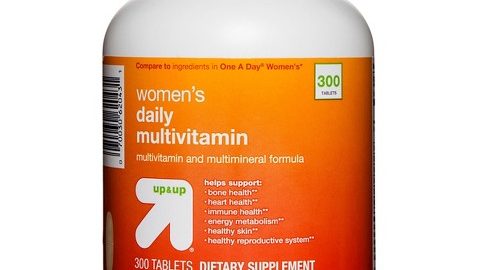 Compare to ingredients in One A Day® Women's*
300
TABLETS
women's
daily
multivitamin
multivitamin and multimineral formula
up&up
helps support:
• bone health**
• heart health**
• immune health**
• energy metabolism**
• healthy skin**
• healthy reproductive system**
300 TABLETS DIETARY SUPPLEMENT